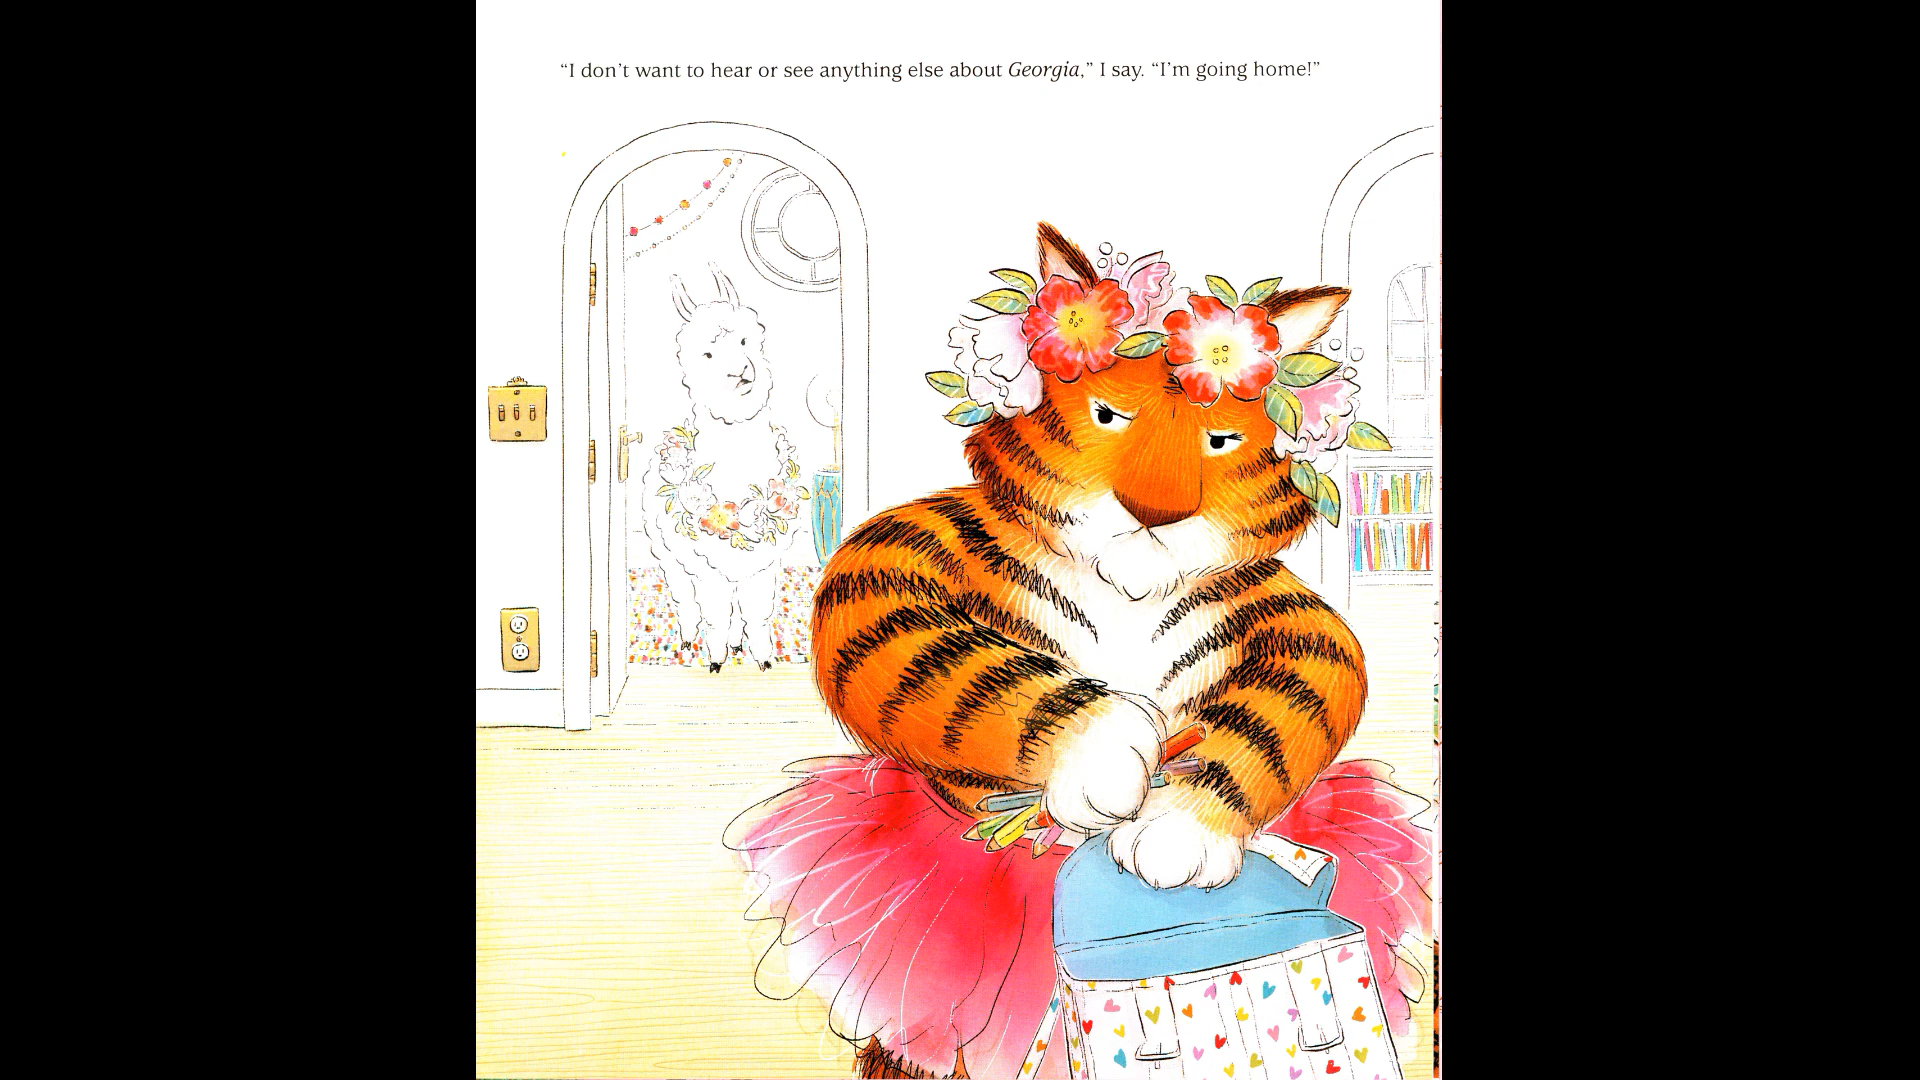 “I don’t want to hear or see anything else about Georgia,” I say. “I’m going home!”